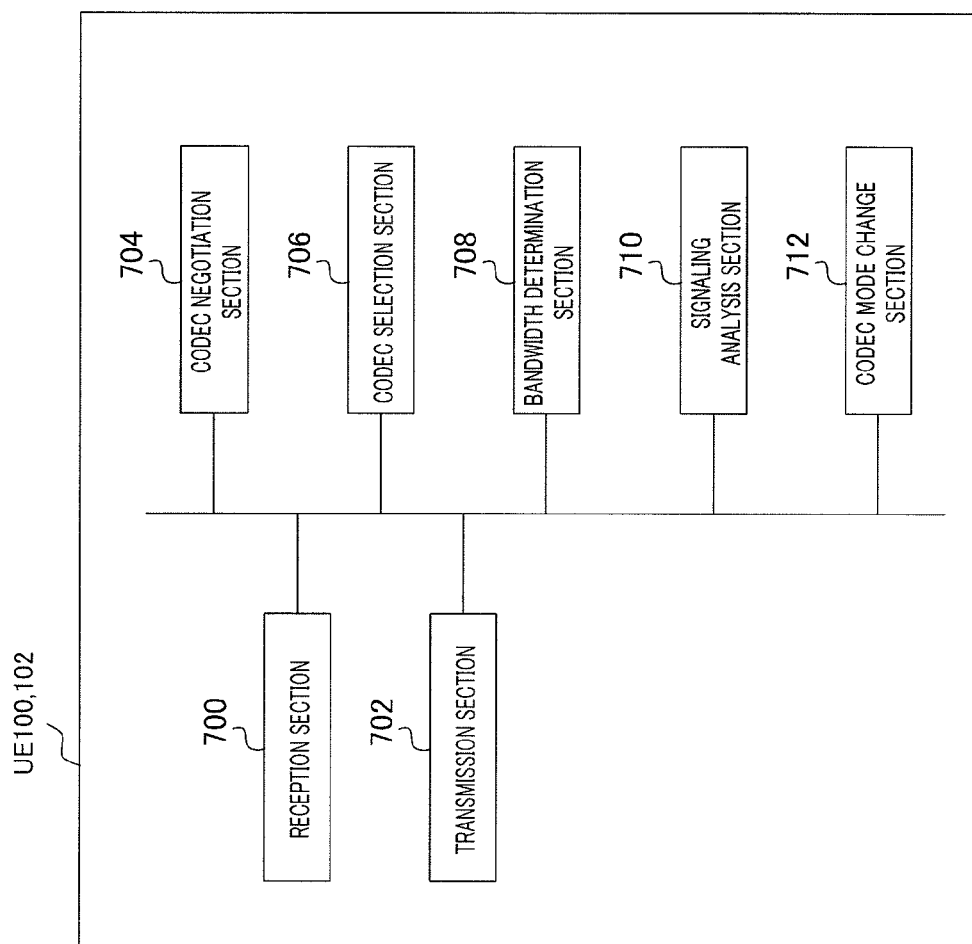 UE100,102
700
RECEPTION SECTION
702
TRANSMISSION SECTION
704
CODEC NEGOTIATION
SECTION
706
CODEC SELECTION SECTION
708
BANDWIDTH DETERMINATION
SECTION
710
SIGNALING
ANALYSIS SECTION
712
CODEC MODE CHANGE
SECTION